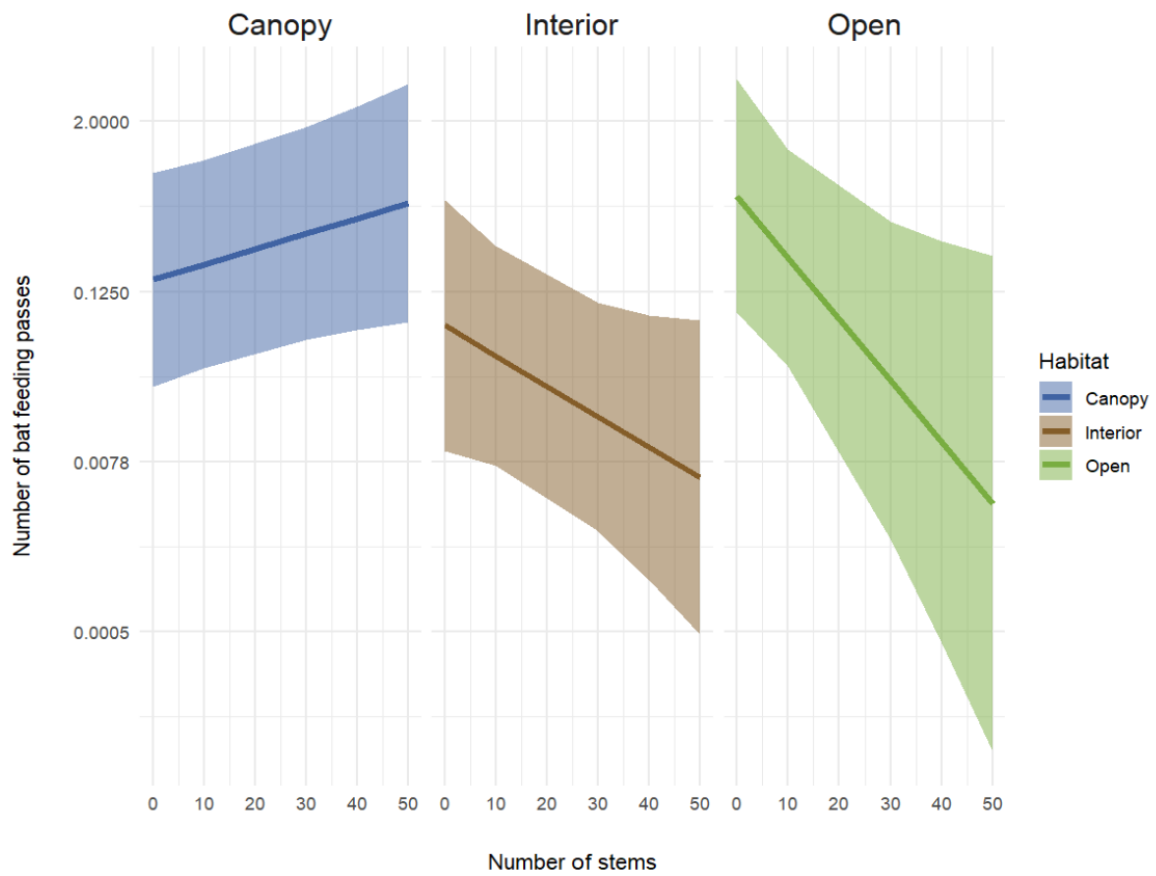 Canopy Interior Open
2.0000
0.1250
0.0078
0.0005
Number of bat feeding passes
0 10 20 30 40 50 0 10 20 30 40 50 0 10 20 30 40 50
Number of stems
Habitat
Canopy
Interior
Open